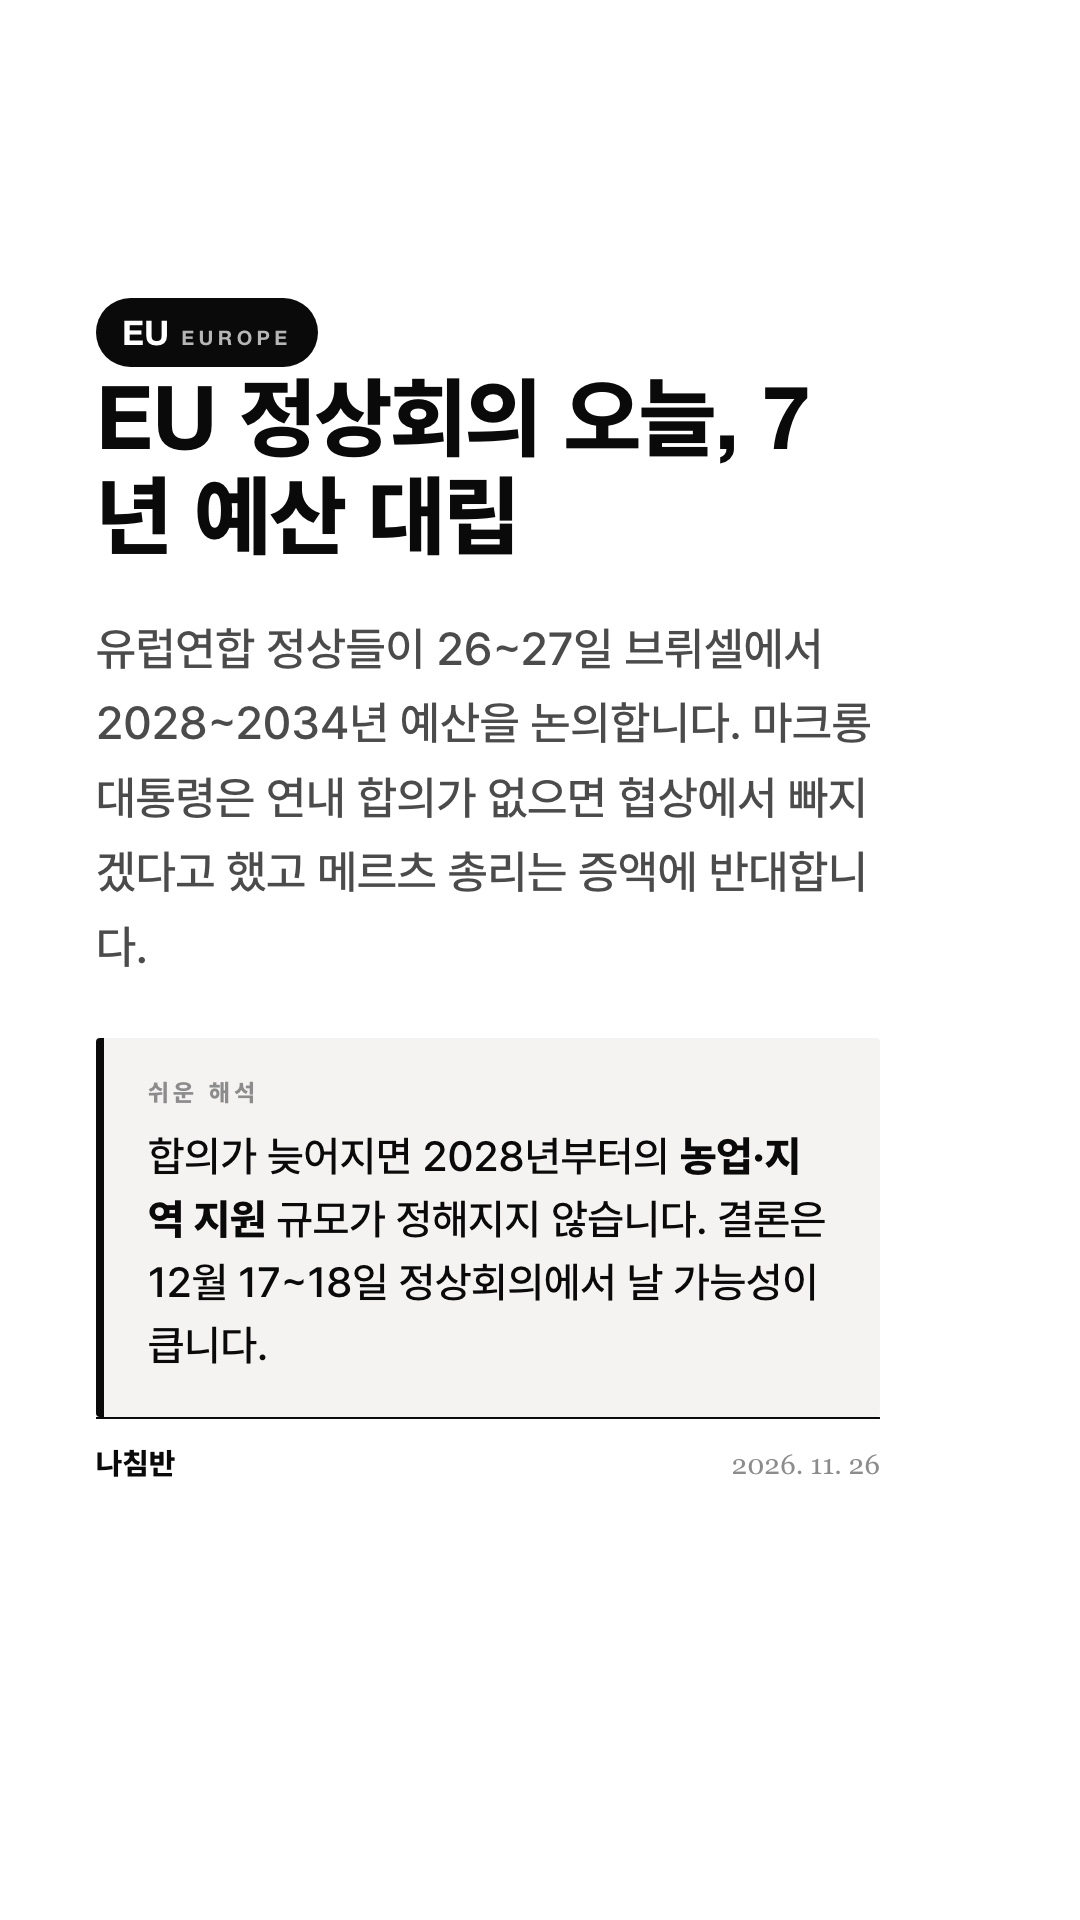 EU EUROPE
EU 정상회의 오늘, 7
년 예산 대립
유럽연합 정상들이 26~27일 브뤼셀에서
2028~2034년 예산을 논의합니다. 마크롱
대통령은 연내 합의가 없으면 협상에서 빠지
겠다고 했고 메르츠 총리는 증액에 반대합니
다.
쉬운 해석
합의가 늦어지면 2028년부터의 농업·지
역 지원 규모가 정해지지 않습니다. 결론은
12월 17~18일 정상회의에서 날 가능성이
큽니다.
나침반
2026. 11. 26